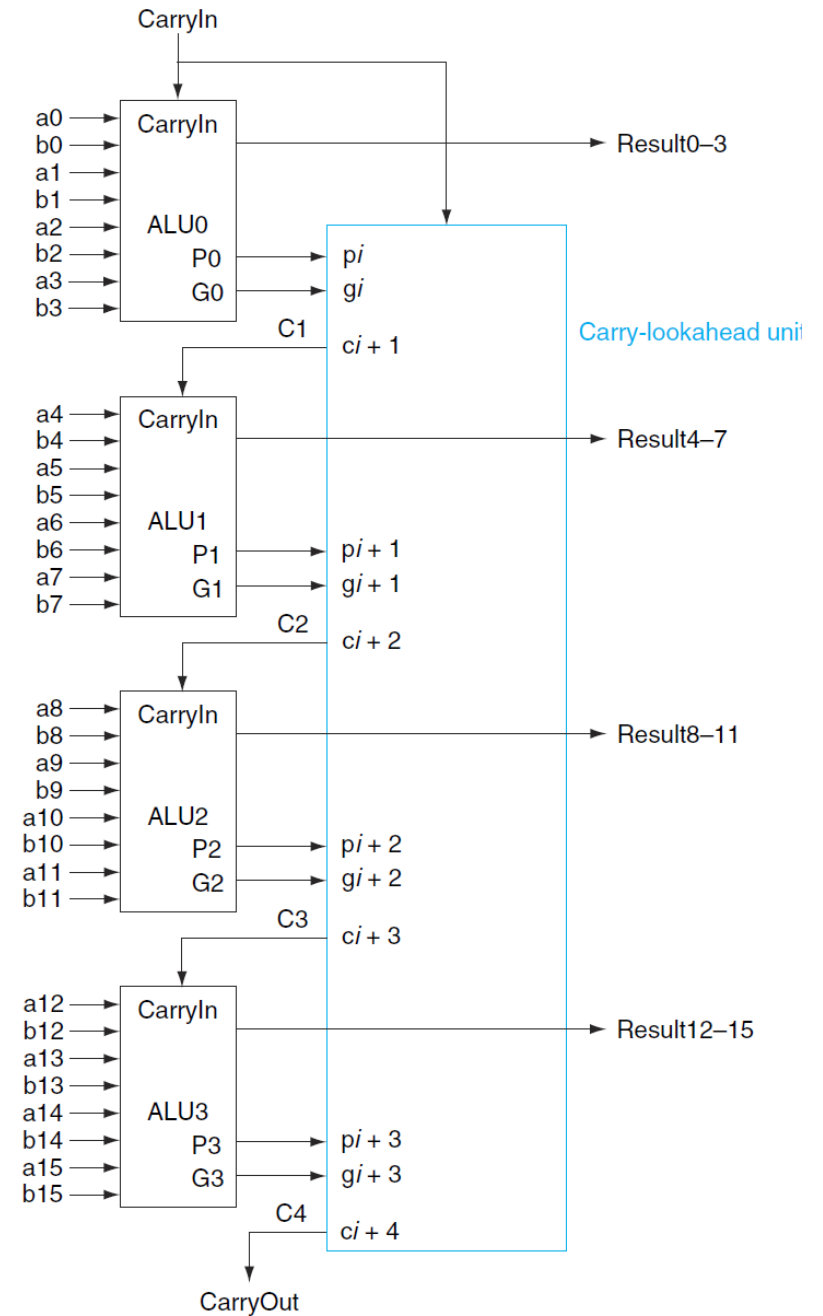 CarryIn
a0
b0
a1
b1
a2
b2
a3
b3
CarryIn
ALU0
P0
G0
Result0–3
pi
gi
Carry-lookahead unit
C1
ci + 1
a4
b4
a5
b5
a6
b6
a7
b7
CarryIn
ALU1
P1
G1
Result4–7
pi + 1
gi + 1
C2
ci + 2
a8
b8
a9
b9
a10
b10
a11
b11
CarryIn
ALU2
P2
G2
Result8–11
pi + 2
gi + 2
C3
ci + 3
a12
b12
a13
b13
a14
b14
a15
b15
CarryIn
ALU3
P3
G3
Result12–15
pi + 3
gi + 3
C4
ci + 4
CarryOut